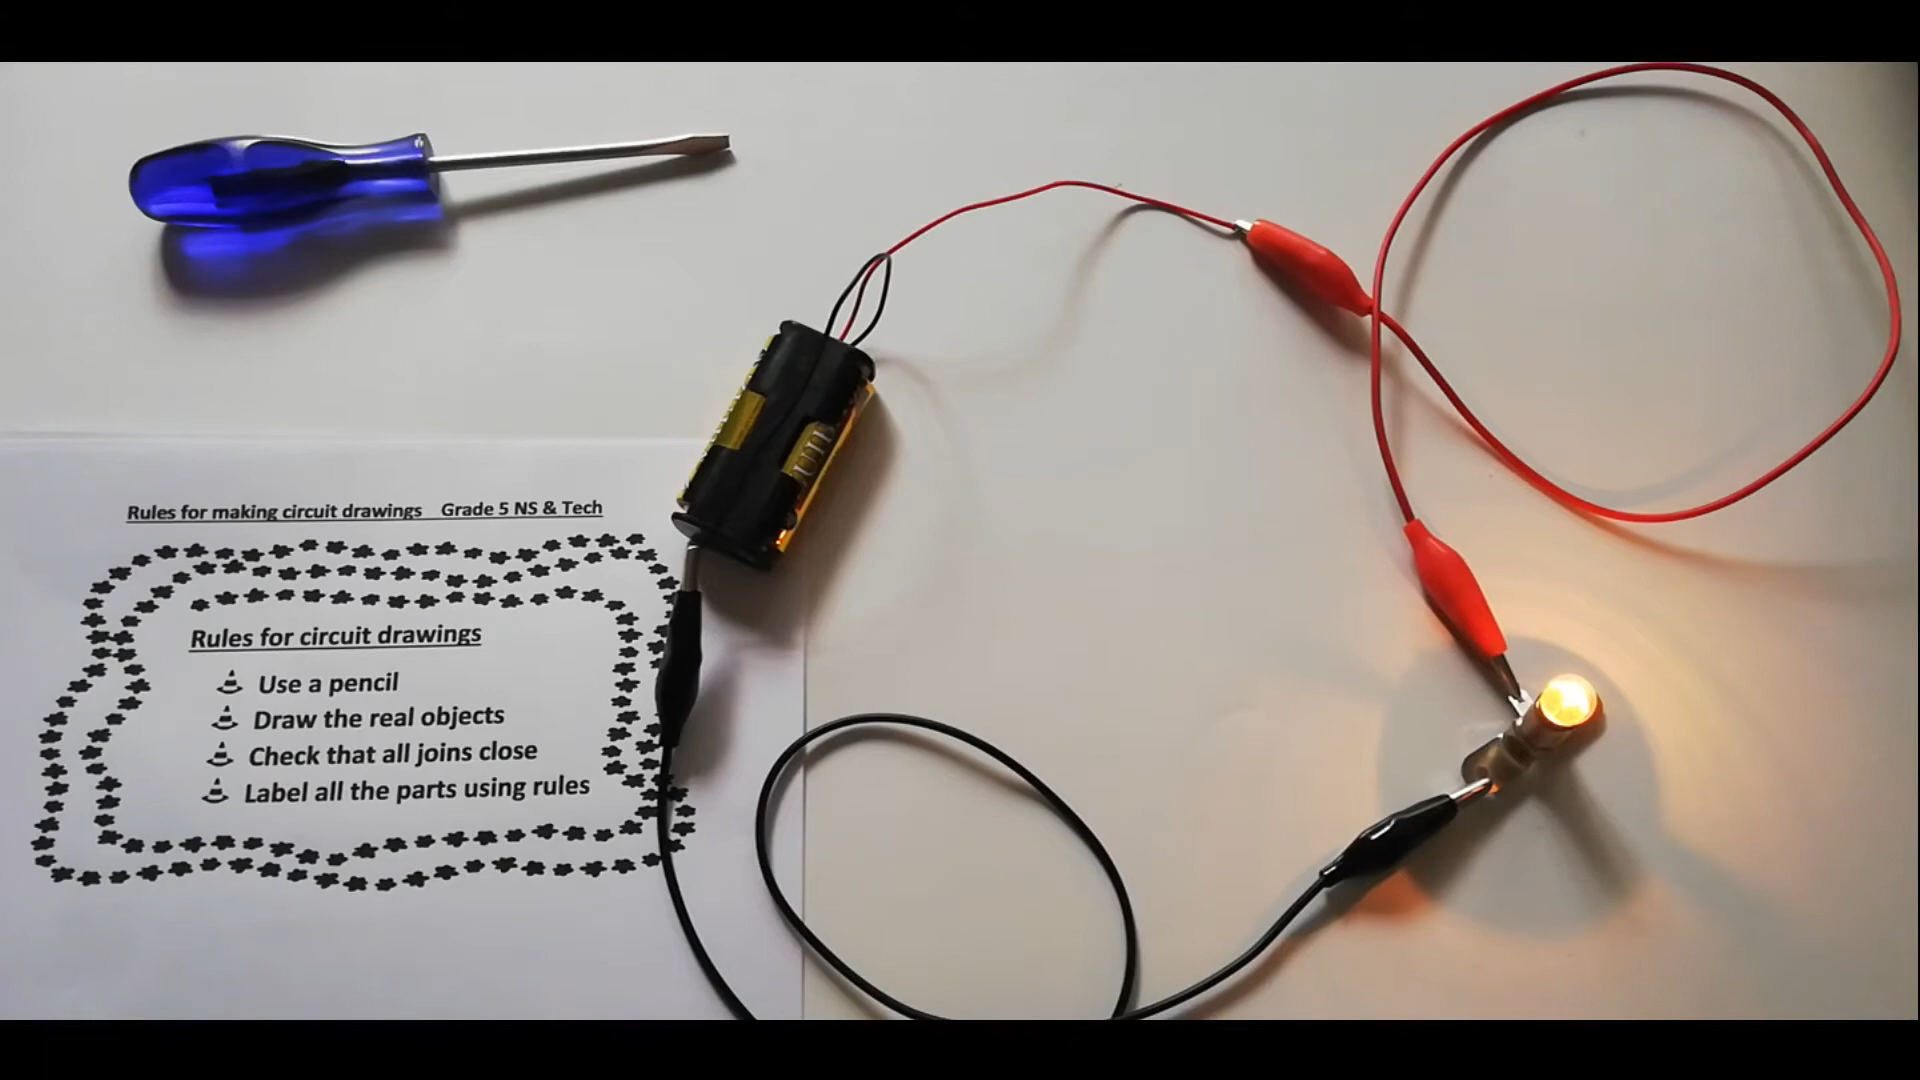 Rules for making circuit drawings Grade 5 NS & Tech
Rules for circuit drawings
Use a pencil
Draw the real objects
Check that all joins close
Label all the parts using rules